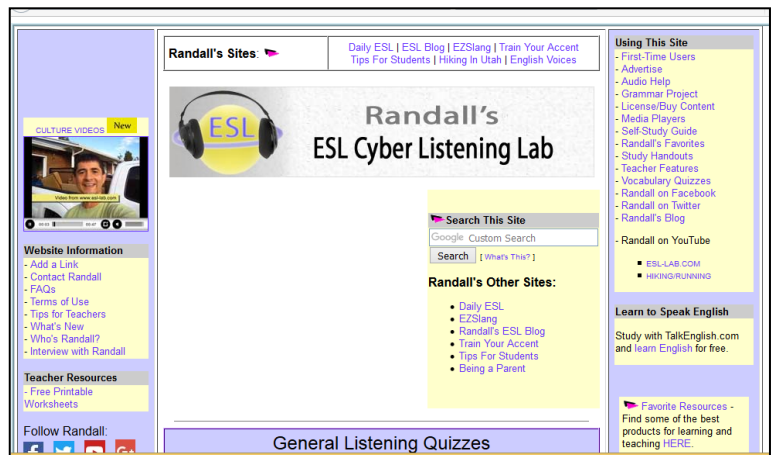 Randall's Sites:
Daily ESL | ESL Blog | EZSlang | Train Your Accent
Tips For Students | Hiking In Utah | English Voices
CULTURE VIDEOS New
Video from www.esl-lab.com
00:03
00:47
Website Information
- Add a Link
- Contact Randall
- FAQs
- Terms of Use
- Tips for Teachers
- What's New
- Who's Randall?
- Interview with Randall
Teacher Resources
- Free Printable
Worksheets
Follow Randall:
ESL
Randall's
ESL Cyber Listening Lab
Search This Site
Google Custom Search
Search [ What's This? ]
Randall's Other Sites:
• Daily ESL
• EZSlang
• Randall's ESL Blog
• Train Your Accent
• Tips For Students
• Being a Parent
General Listening Quizzes
Using This Site
- First-Time Users
- Advertise
- Audio Help
- Grammar Project
- License/Buy Content
- Media Players
- Self-Study Guide
- Randall's Favorites
- Study Handouts
- Teacher Features
- Vocabulary Quizzes
- Randall on Facebook
- Randall on Twitter
- Randall's Blog
- Randall on YouTube
■ ESL-LAB.COM
■ HIKING/RUNNING
Learn to Speak English
Study with TalkEnglish.com
and learn English for free.
Favorite Resources -
Find some of the best
products for learning and
teaching HERE.